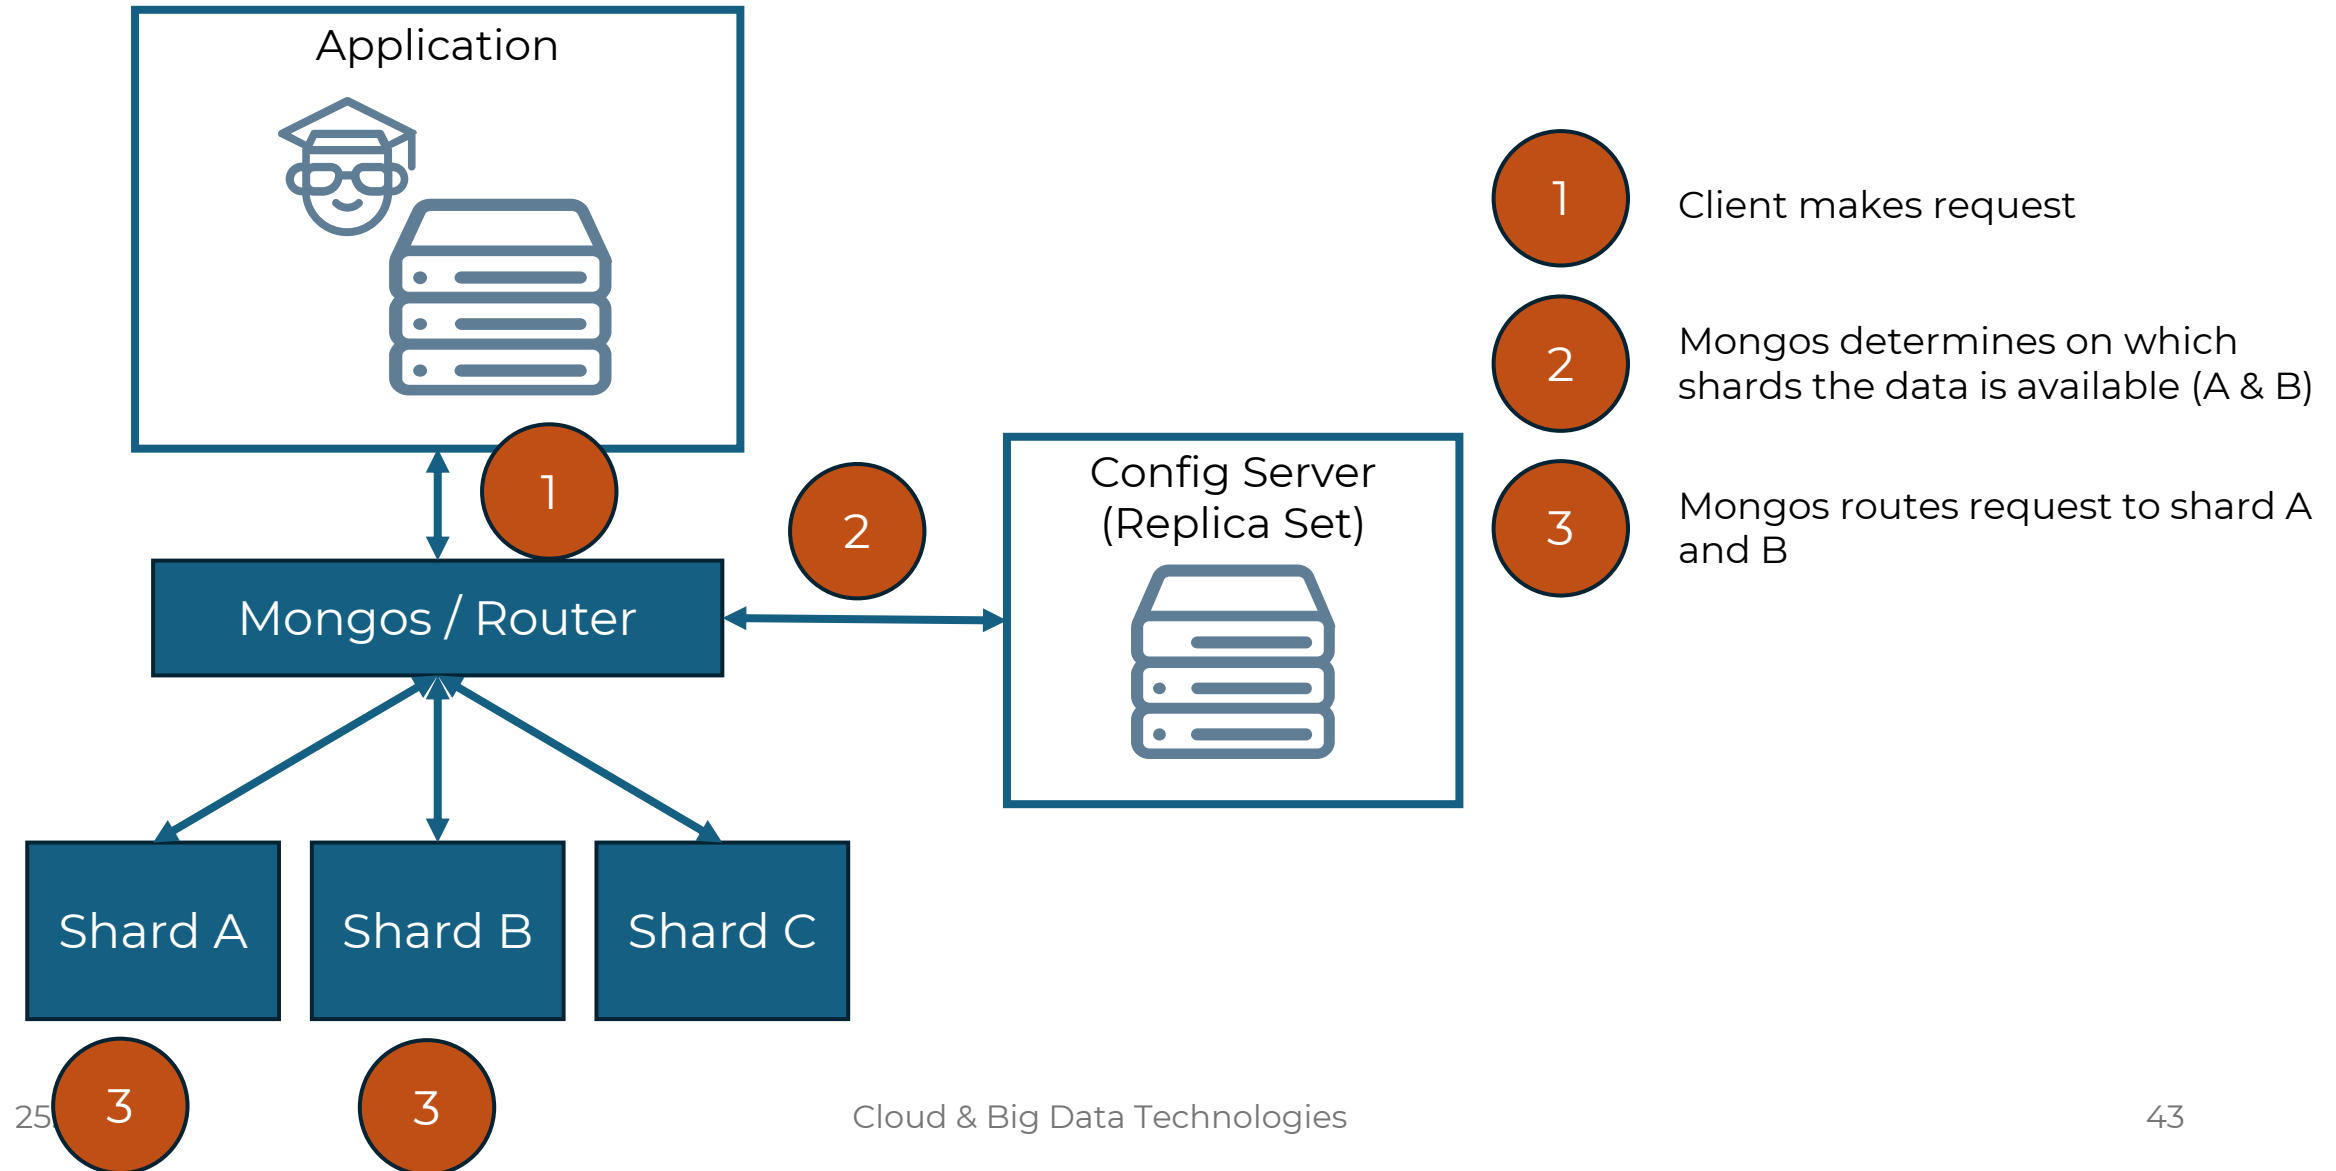 Application
1
Mongos / Router
2
Config Server
(Replica Set)
Shard A
Shard B
Shard C
3
3
1
Client makes request
2
Mongos determines on which
shards the data is available (A & B)
3
Mongos routes request to shard A
and B
25
Cloud & Big Data Technologies
43